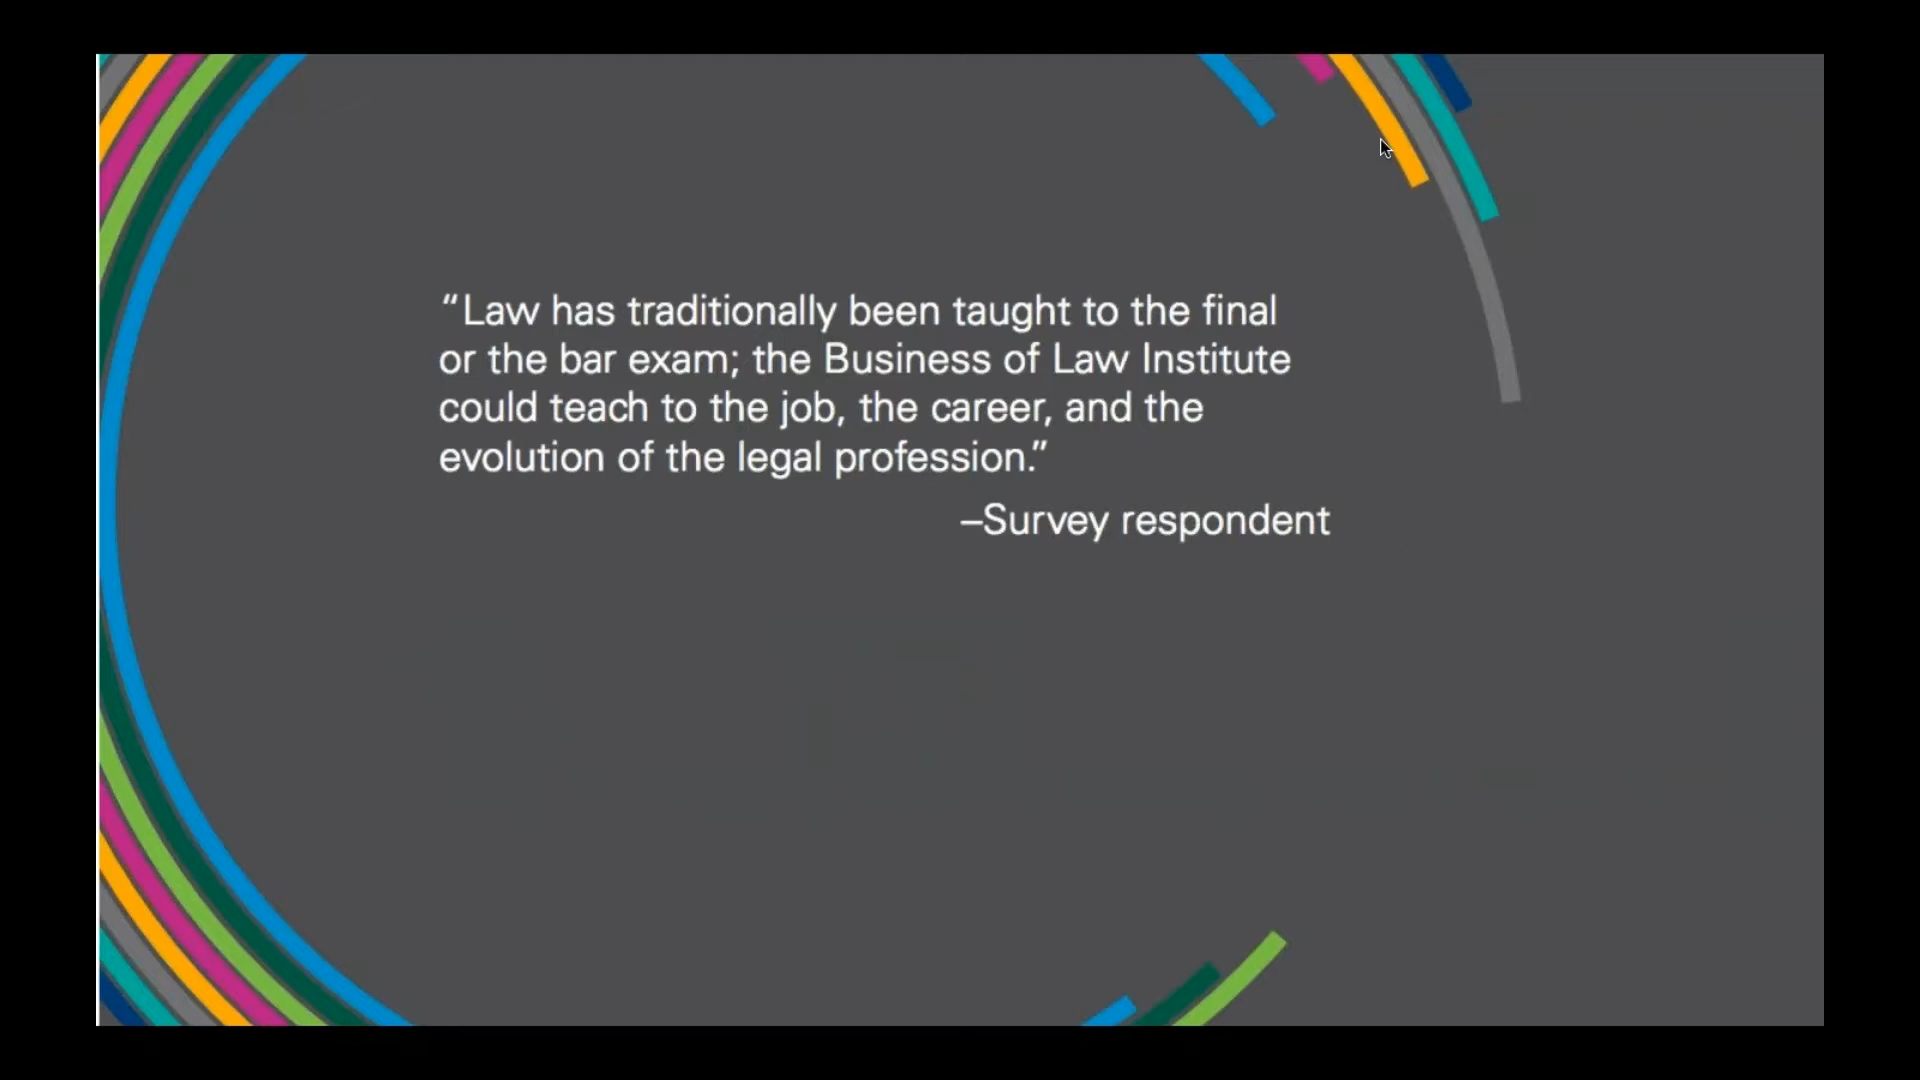 “Law has traditionally been taught to the final
or the bar exam; the Business of Law Institute
could teach to the job, the career, and the
evolution of the legal profession.”
–Survey respondent